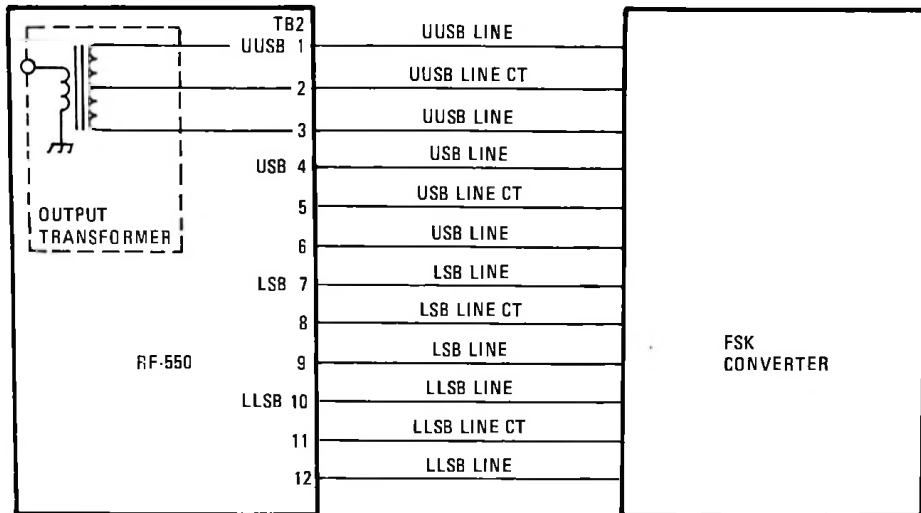 TB2
UUSB 1
UUSB LINE
2
UUSB LINE CT
3
UUSB LINE
USB 4
USB LINE
5
USB LINE CT
6
USB LINE
LSB 7
LSB LINE
8
LSB LINE CT
9
LSB LINE
LLSB 10
LLSB LINE
11
LLSB LINE CT
12
LLSB LINE
OUTPUT
TRANSFORMER
RF-550
FSK
CONVERTER